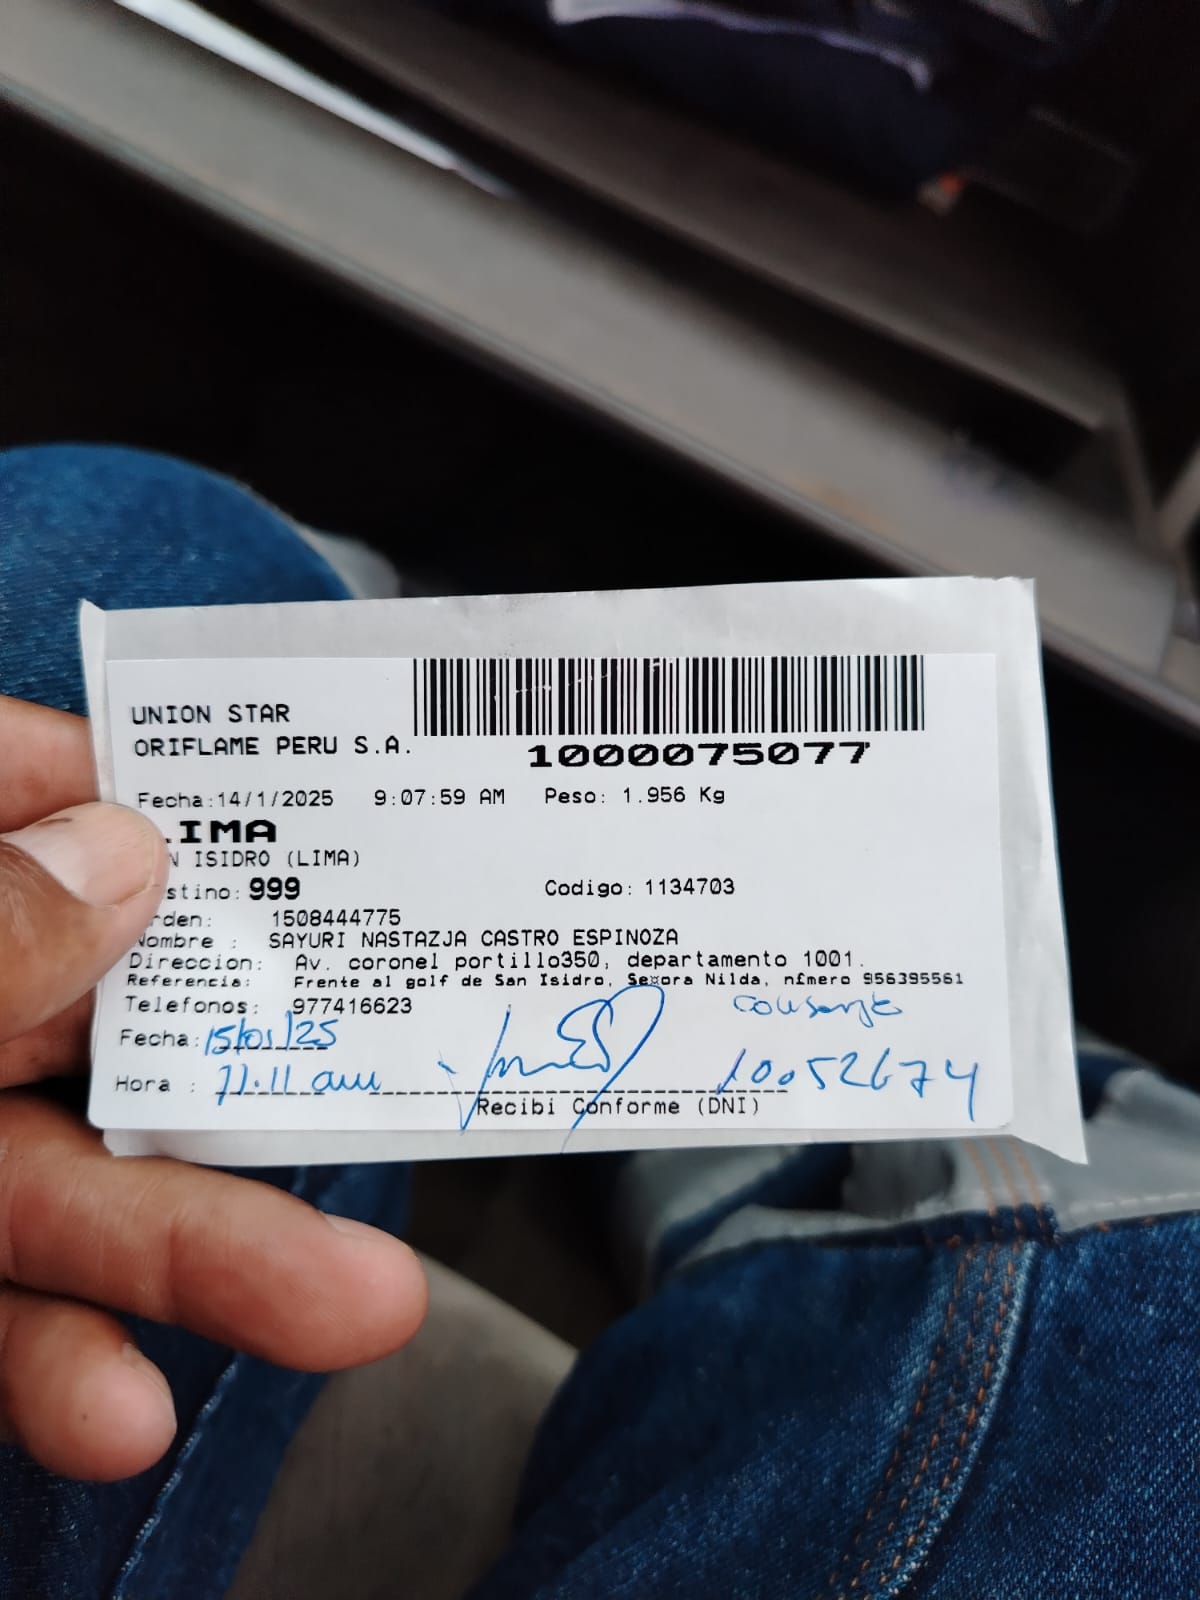 UNION STAR
ORIFLAME PERU S.A.
1000075077
Fecha:14/1/2025 9:07:59 AM Peso: 1.956 Kg
IMA
N ISIDRO (LIMA)
stino: 999 Codigo: 1134703
rden: 1508444775
Nombre : SAYURI NASTAZJA CASTRO ESPINOZA
Direccion: Av. coronel portillo350, departamento 1001.
Referencia: Frente al golf de San Isidro, Se¤ora Nilda, n£mero 956395561
Telefonos: 977416623
Fecha: 15/01/25
Hora : 11.11 am 10052674
Recibi Conforme (DNI)